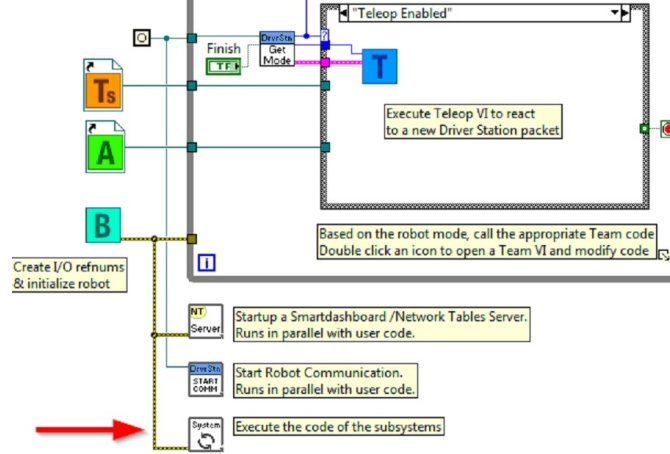 "Teleop Enabled"
O
DrvrStn
Finish
Get
Mode
TF
?
T
Ts
Execute Teleop VI to react
to a new Driver Station packet
A
B
Based on the robot mode, call the appropriate Team code
Double click an icon to open a Team VI and modify code
Create I/O refnums
& initialize robot
i
NT
Server
Startup a Smartdashboard /Network Tables Server.
Runs in parallel with user code.
DrvrStn
START
COMM
Start Robot Communication.
Runs in parallel with user code.
System
Execute the code of the subsystems